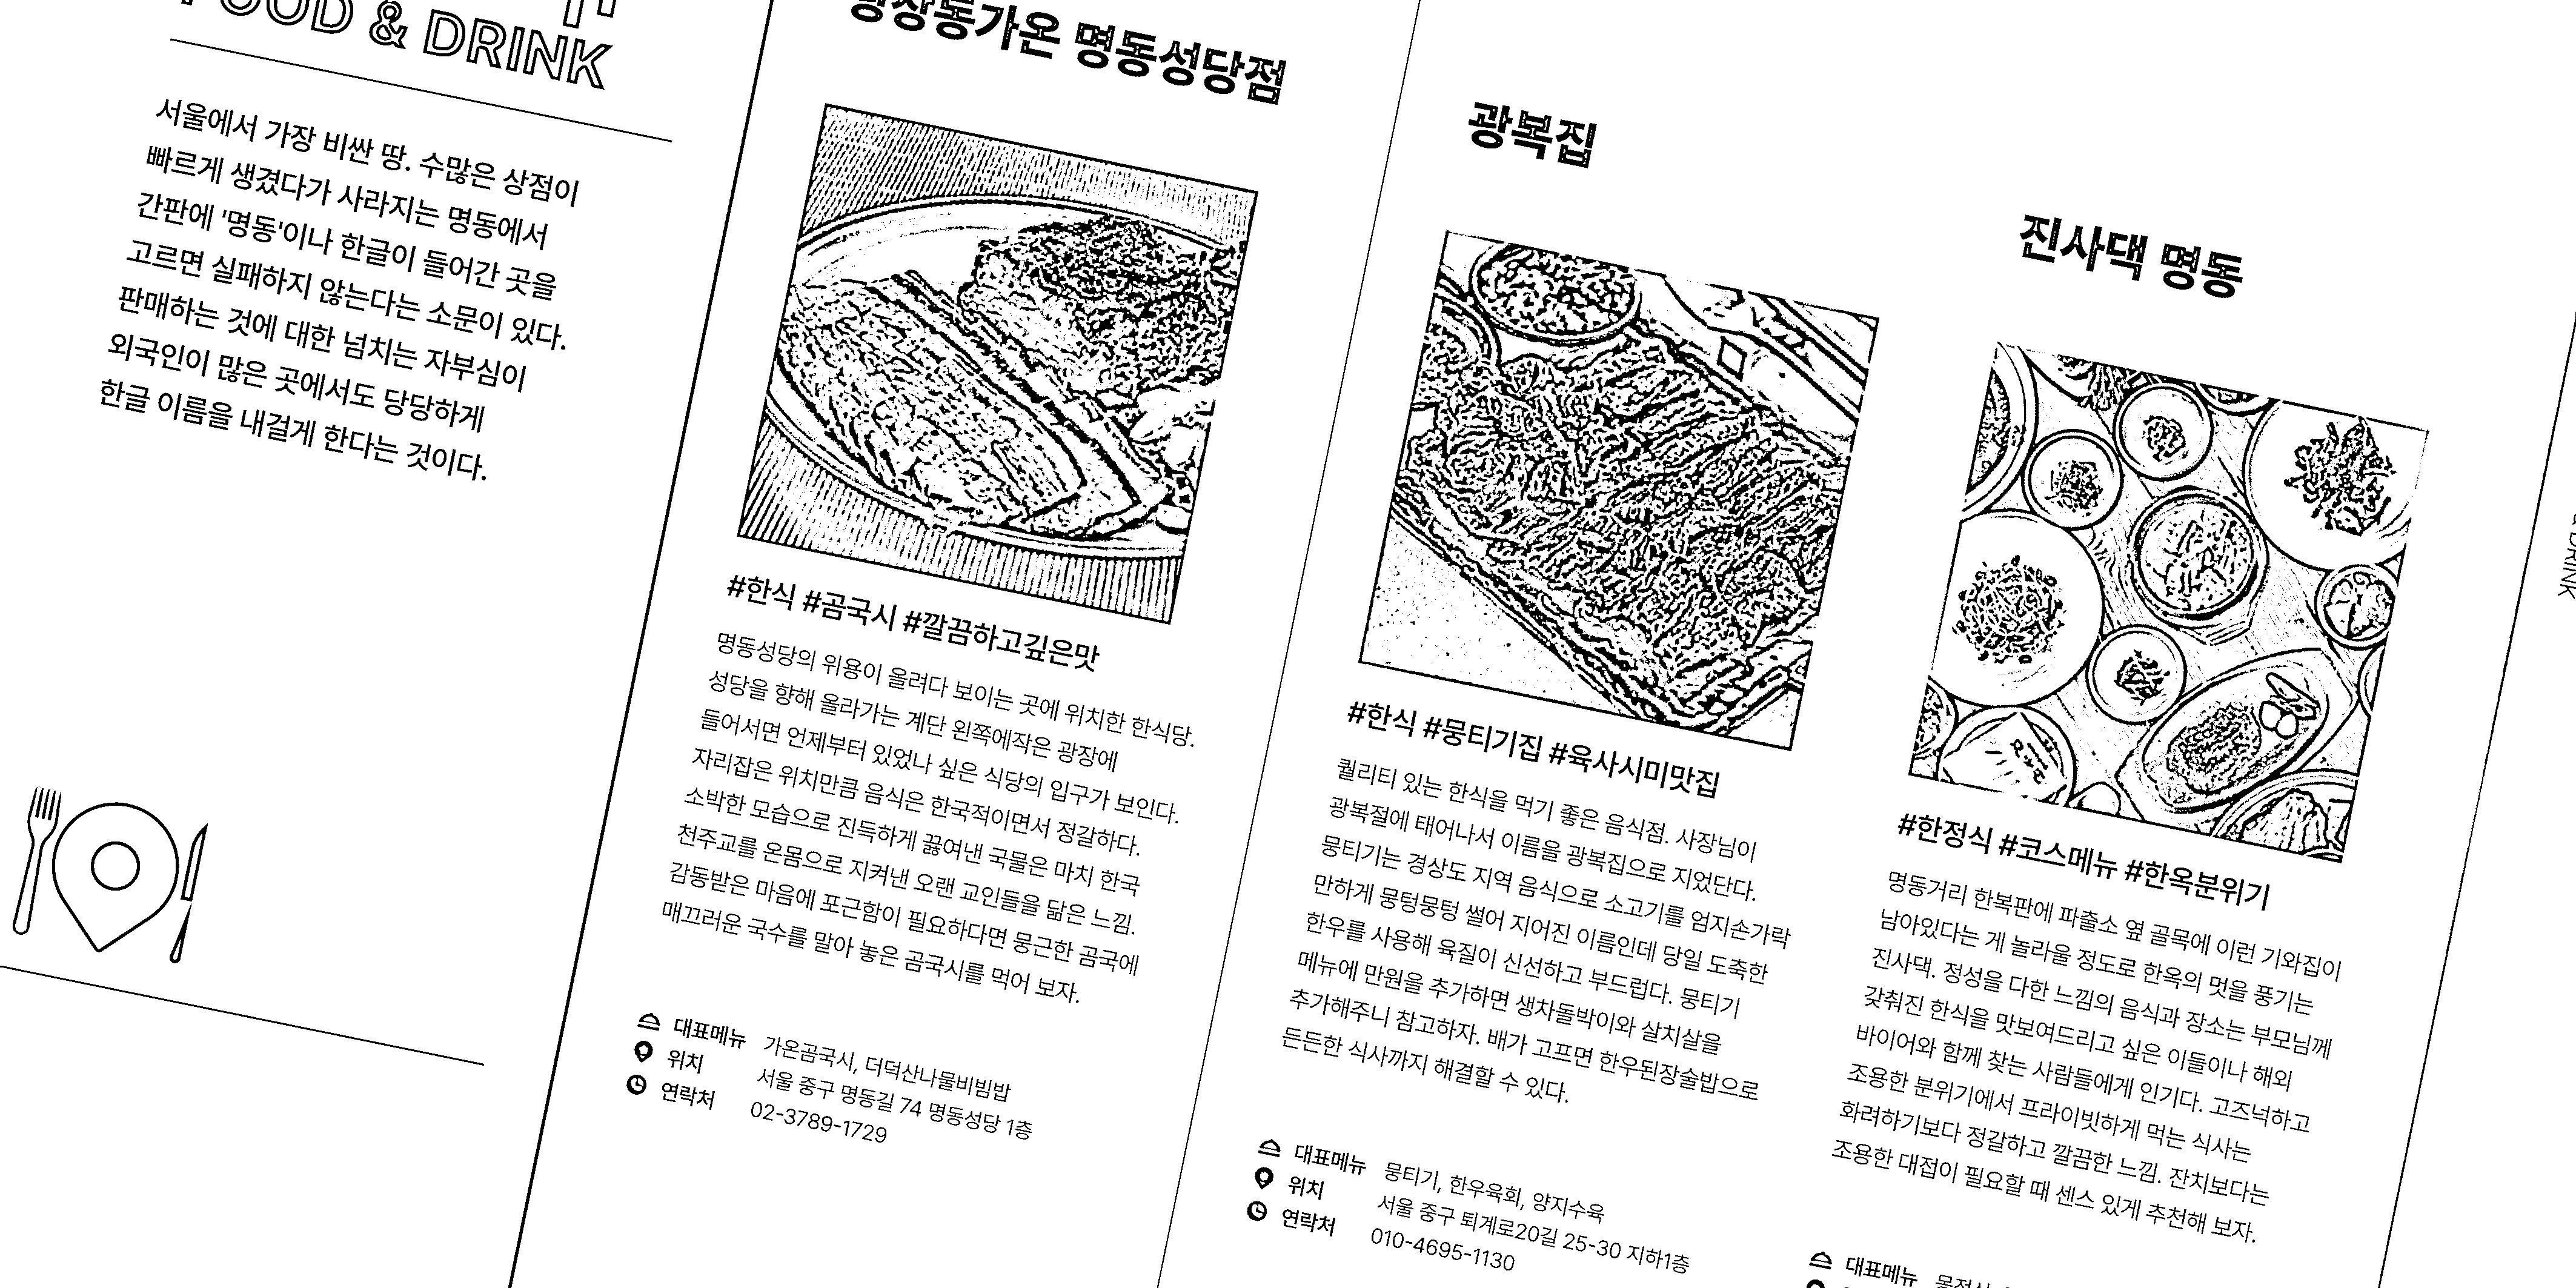 FOOD & DRINK
서울에서 가장 비싼 땅. 수많은 상점이
빠르게 생겼다가 사라지는 명동에서
간판에 '명동'이나 한글이 들어간 곳을
고르면 실패하지 않는다는 소문이 있다.
판매하는 것에 대한 넘치는 자부심이
외국인이 많은 곳에서도 당당하게
한글 이름을 내걸게 한다는 것이다.
명동성당점
#한식 #곰국시 #깔끔하고깊은맛
명동성당의 위용이 올려다 보이는 곳에 위치한 한식당.
성당을 향해 올라가는 계단 왼쪽에작은 광장에
들어서면 언제부터 있었나 싶은 식당의 입구가 보인다.
자리잡은 위치만큼 음식은 한국적이면서 정갈하다.
소박한 모습으로 진득하게 끓여낸 국물은 마치 한국
천주교를 온몸으로 지켜낸 오랜 교인들을 닮은 느낌.
감동받은 마음에 포근함이 필요하다면 뭉근한 곰국에
매끄러운 국수를 말아 놓은 곰국시를 먹어 보자.
대표메뉴 가온곰국시, 더덕산나물비빔밥
위치 서울 중구 명동길 74 명동성당 1층
연락처 02-3789-1729
광복집
#한식 #뭉티기집 #육사시미맛집
퀄리티 있는 한식을 먹기 좋은 음식점. 사장님이
광복절에 태어나서 이름을 광복집으로 지었단다.
뭉티기는 경상도 지역 음식으로 소고기를 엄지손가락
만하게 뭉텅뭉텅 썰어 지어진 이름인데 당일 도축한
한우를 사용해 육질이 신선하고 부드럽다. 뭉티기
메뉴에 만원을 추가하면 생차돌박이와 살치살을
추가해주니 참고하자. 배가 고프면 한우된장술밥으로
든든한 식사까지 해결할 수 있다.
대표메뉴 뭉티기, 한우육회, 양지수육
위치 서울 중구 퇴계로20길 25-30 지하1층
연락처 010-4695-1130
진사댁 명동
#한정식 #코스메뉴 #한옥분위기
명동거리 한복판에 파출소 옆 골목에 이런 기와집이
남아있다는 게 놀라울 정도로 한옥의 멋을 풍기는
진사댁. 정성을 다한 느낌의 음식과 장소는 부모님께
갖춰진 한식을 맛보여드리고 싶은 이들이나 해외
바이어와 함께 찾는 사람들에게 인기다. 고즈넉하고
조용한 분위기에서 프라이빗하게 먹는 식사는
화려하기보다 정갈하고 깔끔한 느낌. 잔치보다는
조용한 대접이 필요할 때 센스 있게 추천해 보자.
대표메뉴
DRINK